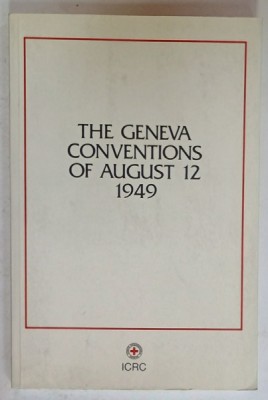 THE GENEVA
CONVENTIONS
OF AUGUST 12
1949
ICRC